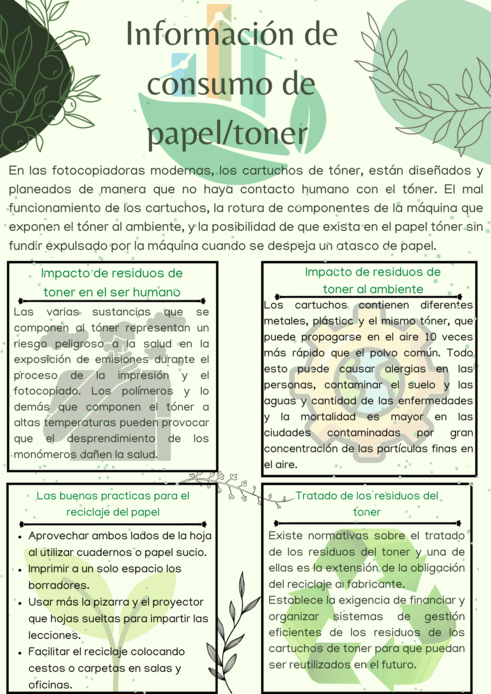 Información de
consumo de
papel/toner
En las fotocopiadoras modernas, los cartuchos de tóner, están diseñados y
planeados de manera que no haya contacto humano con el tóner. El mal
funcionamiento de los cartuchos, la rotura de componentes de la máquina que
exponen el tóner al ambiente, y la posibilidad de que exista en el papel tóner sin
fundir expulsado por la máquina cuando se despeja un atasco de papel.
Impacto de residuos de
toner en el ser humano
Las varias sustancias que se
componen al tóner representan un
riesgo peligroso a la salud en la
exposición de emisiones durante el
proceso de la impresión y el
fotocopiado. Los polímeros y lo
demás que componen el tóner a
altas temperaturas pueden provocar
que el desprendimiento de los
monómeros dañen la salud.
Impacto de residuos de
toner al ambiente
Los cartuchos contienen diferentes
metales, plástico y el mismo tóner, que
puede propagarse en el aire 10 veces
más rápido que el polvo común. Todo
esto puede causar alergias en las
personas, contaminar el suelo y las
aguas y cantidad de las enfermedades
y la mortalidad es mayor en las
ciudades contaminadas por gran
concentración de las partículas finas en
el aire.
Las buenas practicas para el
reciclaje del papel
• Aprovechar ambos lados de la hoja
al utilizar cuadernos o papel sucio.
• Imprimir a un solo espacio los
borradores.
• Usar más la pizarra y el proyector
que hojas sueltas para impartir las
lecciones.
• Facilitar el reciclaje colocando
cestos o carpetas en salas y
oficinas.
Tratado de los residuos del
toner
Existe normativas sobre el tratado
de los residuos del toner y una de
ellas es la extensión de la obligación
del reciclaje al fabricante.
Establece la exigencia de financiar y
organizar sistemas de gestión
eficientes de los residuos de los
cartuchos de toner para que puedan
ser reutilizados en el futuro.